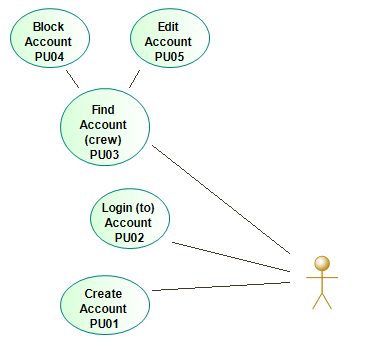 Block
Account
PU04
Edit
Account
PU05
Find
Account
(crew)
PU03
Login (to)
Account
PU02
Create
Account
PU01